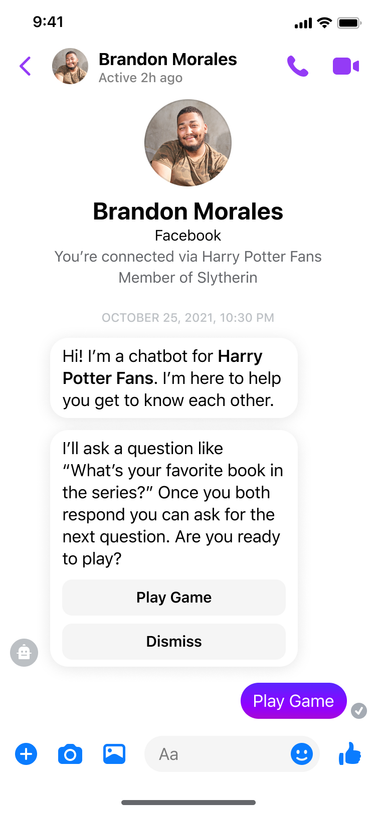 9:41
Brandon Morales
Active 2h ago
Brandon Morales
Facebook
You're connected via Harry Potter Fans
Member of Slytherin
OCTOBER 25, 2021, 10:30 PM
Hi! I'm a chatbot for Harry
Potter Fans. I'm here to help
you get to know each other.
I'll ask a question like
“What's your favorite book in
the series?” Once you both
respond you can ask for the
next question. Are you ready
to play?
Play Game
Dismiss
Play Game
Aa